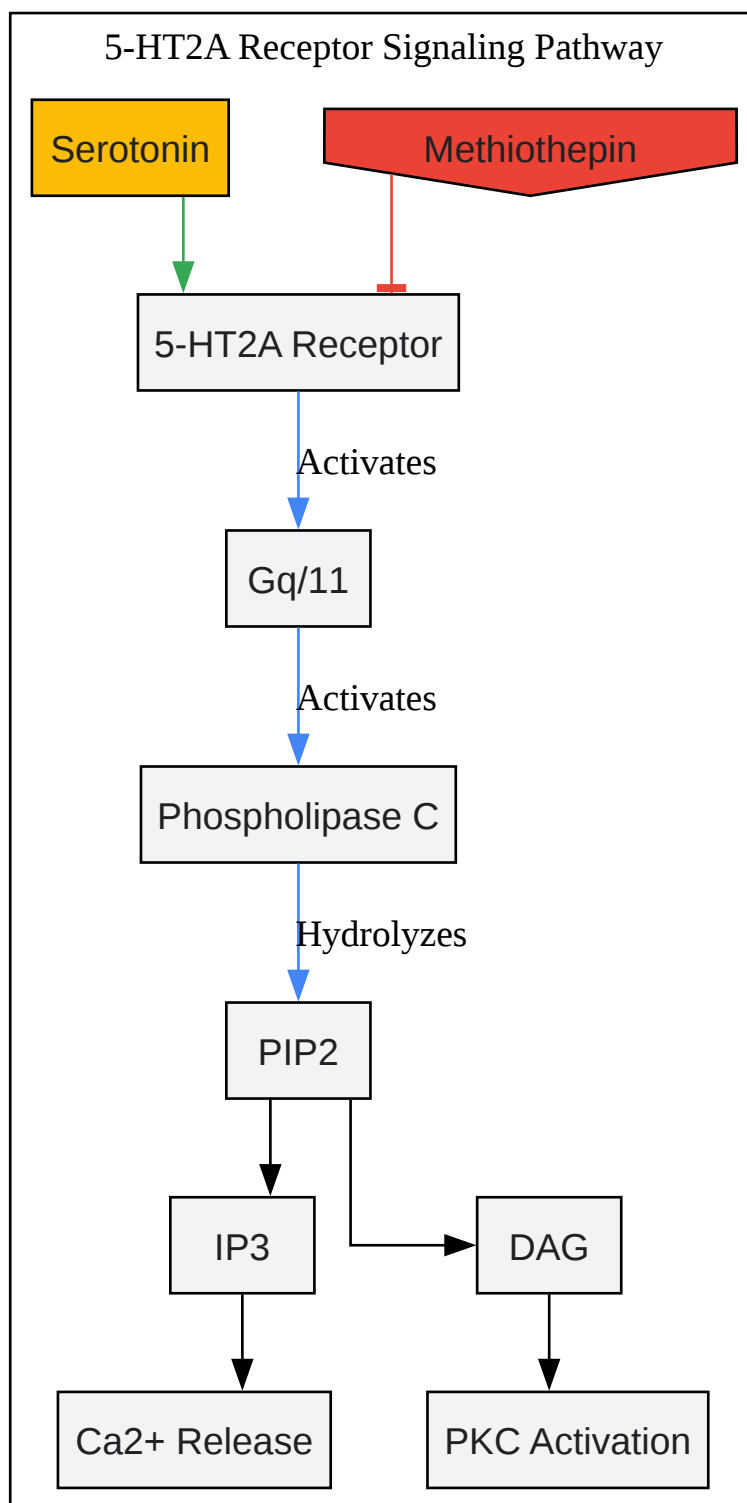 5-HT2A Receptor Signaling Pathway
Serotonin
Methiothepin
5-HT2A Receptor
Activates
Gq/11
Activates
Phospholipase C
Hydrolyzes
PIP2
IP3
DAG
Ca2+ Release
PKC Activation